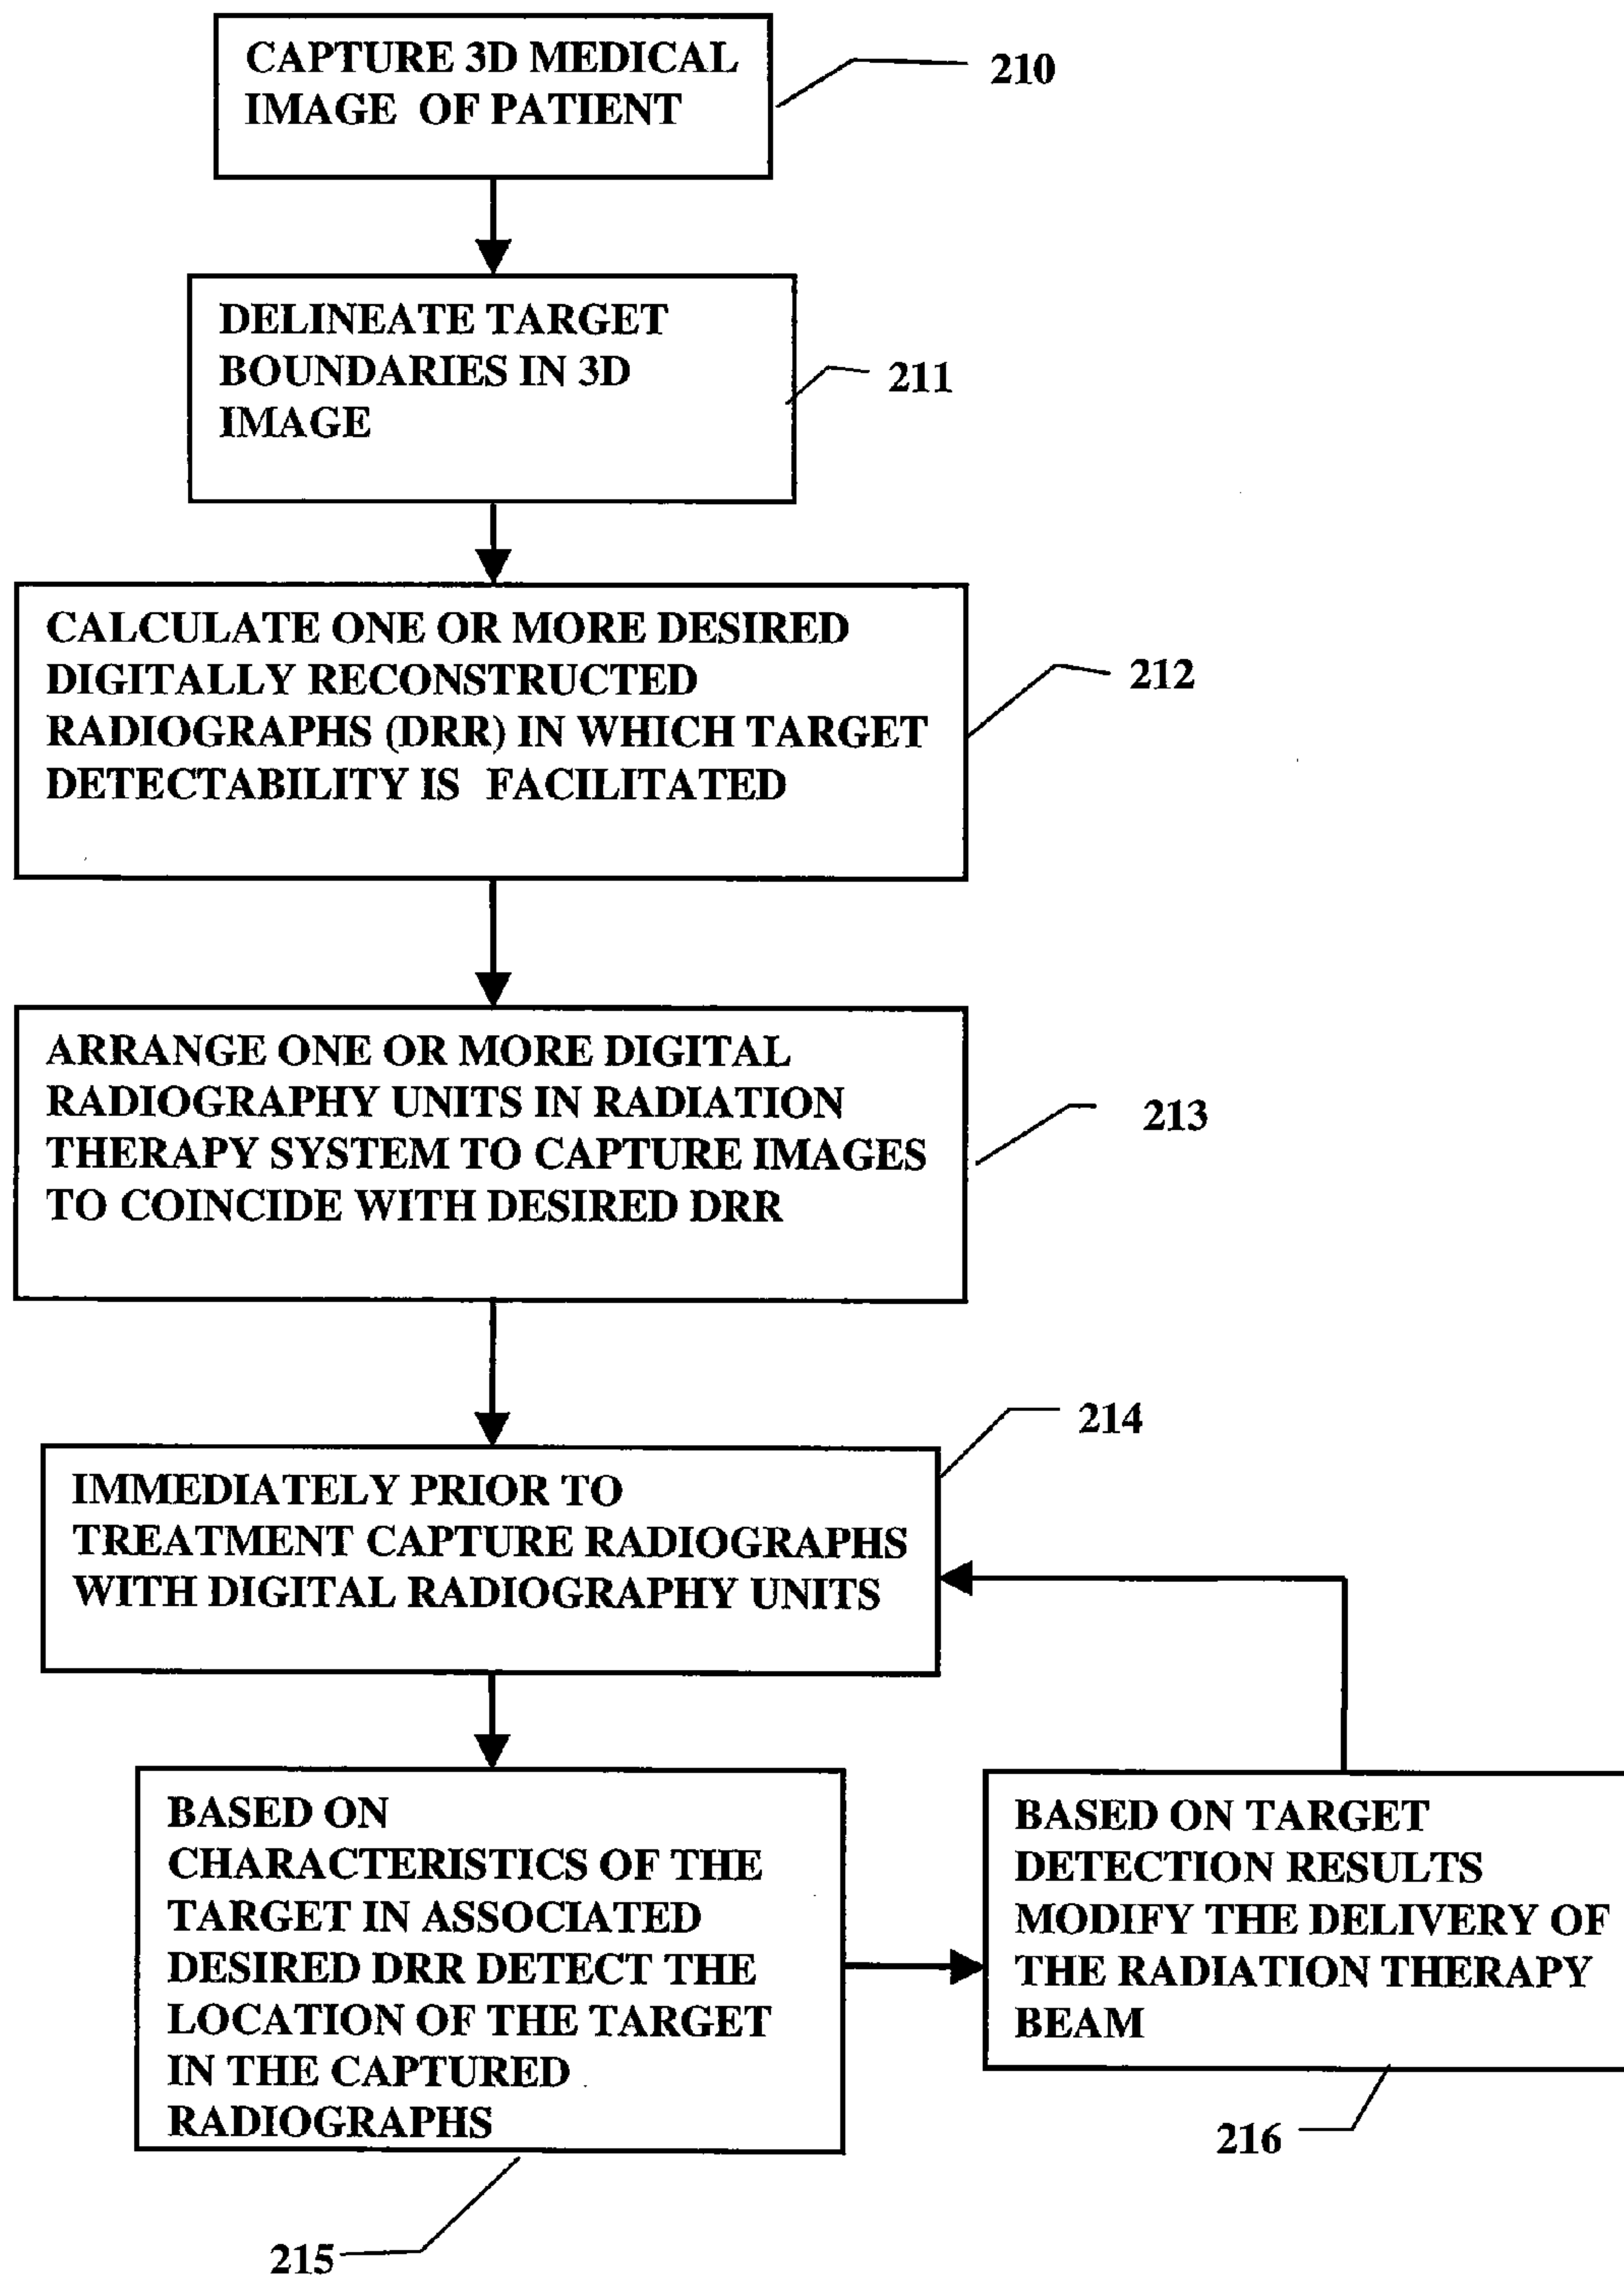 CAPTURE 3D MEDICAL
IMAGE OF PATIENT
210
DELINEATE TARGET
BOUNDARIES IN 3D
IMAGE
211
CALCULATE ONE OR MORE DESIRED
DIGITALLY RECONSTRUCTED
RADIOGRAPHS (DRR) IN WHICH TARGET
DETECTABILITY IS FACILITATED
212
ARRANGE ONE OR MORE DIGITAL
RADIOGRAPHY UNITS IN RADIATION
THERAPY SYSTEM TO CAPTURE IMAGES
TO COINCIDE WITH DESIRED DRR
213
IMMEDIATELY PRIOR TO
TREATMENT CAPTURE RADIOGRAPHS
WITH DIGITAL RADIOGRAPHY UNITS
214
BASED ON
CHARACTERISTICS OF THE
TARGET IN ASSOCIATED
DESIRED DRR DETECT THE
LOCATION OF THE TARGET
IN THE CAPTURED
RADIOGRAPHS
215
BASED ON TARGET
DETECTION RESULTS
MODIFY THE DELIVERY OF
THE RADIATION THERAPY
BEAM
216